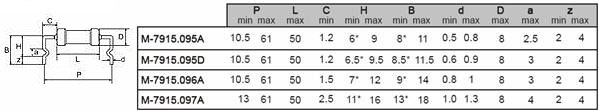 P L C H B d D a z
min max max min min max min max min max max max min max
M-7915.095A 10.5 61 50 1.2 6* 9 8* 11 0.5 0.8 8 2.5 2 4
M-7915.095D 10.5 61 50 1.2 6.5* 9.5 8.5* 11.5 0.6 0.9 8 3 2 4
M-7915.096A 10.5 61 50 1.5 7* 12 9* 14 0.8 1 8 3 2 4
M-7915.097A 13 61 50 2.5 11* 16 13* 18 1.0 1.3 8 4 2 4
C
B H D
a
z L d
P